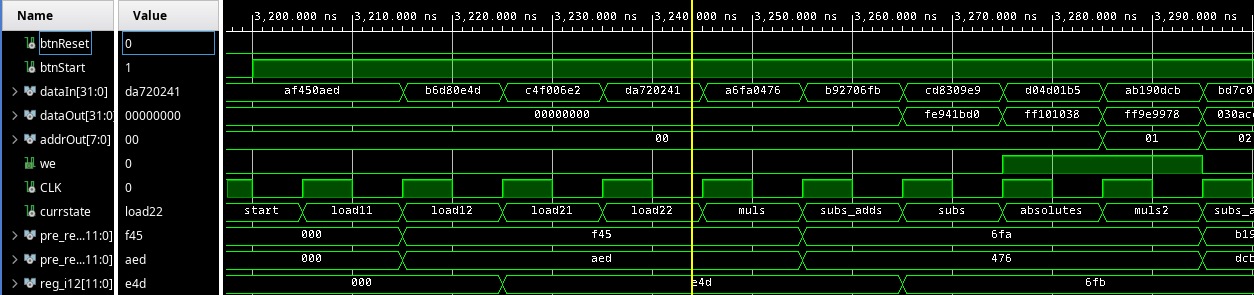 Name Value 3,200.000 ns 3,210.000 ns 3,220.000 ns 3,230.000 ns 3,240.000 ns 3,250.000 ns 3,260.000 ns 3,270.000 ns 3,280.000 ns 3,290.000 ns
btnReset 0
btnStart 1
dataIn[31:0] da720241 af450aed b6d80e4d c4f006e2 da720241 a6fa0476 b92706fb cd8309e9 d04d01b5 ab190dcb bd7c0
dataOut[31:0] 00000000 00000000 fe941bd0 ff101038 ff9e9978 030ac
addrOut[7:0] 00 00 01 02
we 0
CLK 0
currstate load22 start load11 load12 load21 load22 muls subs_adds subs absolutes muls2 subs_a
pre_re...11:0] f45 000 f45 6fa b19
pre_re...11:0] aed 000 aed 476 dcb
reg_i12[11:0] e4d 000 e4d 6fb